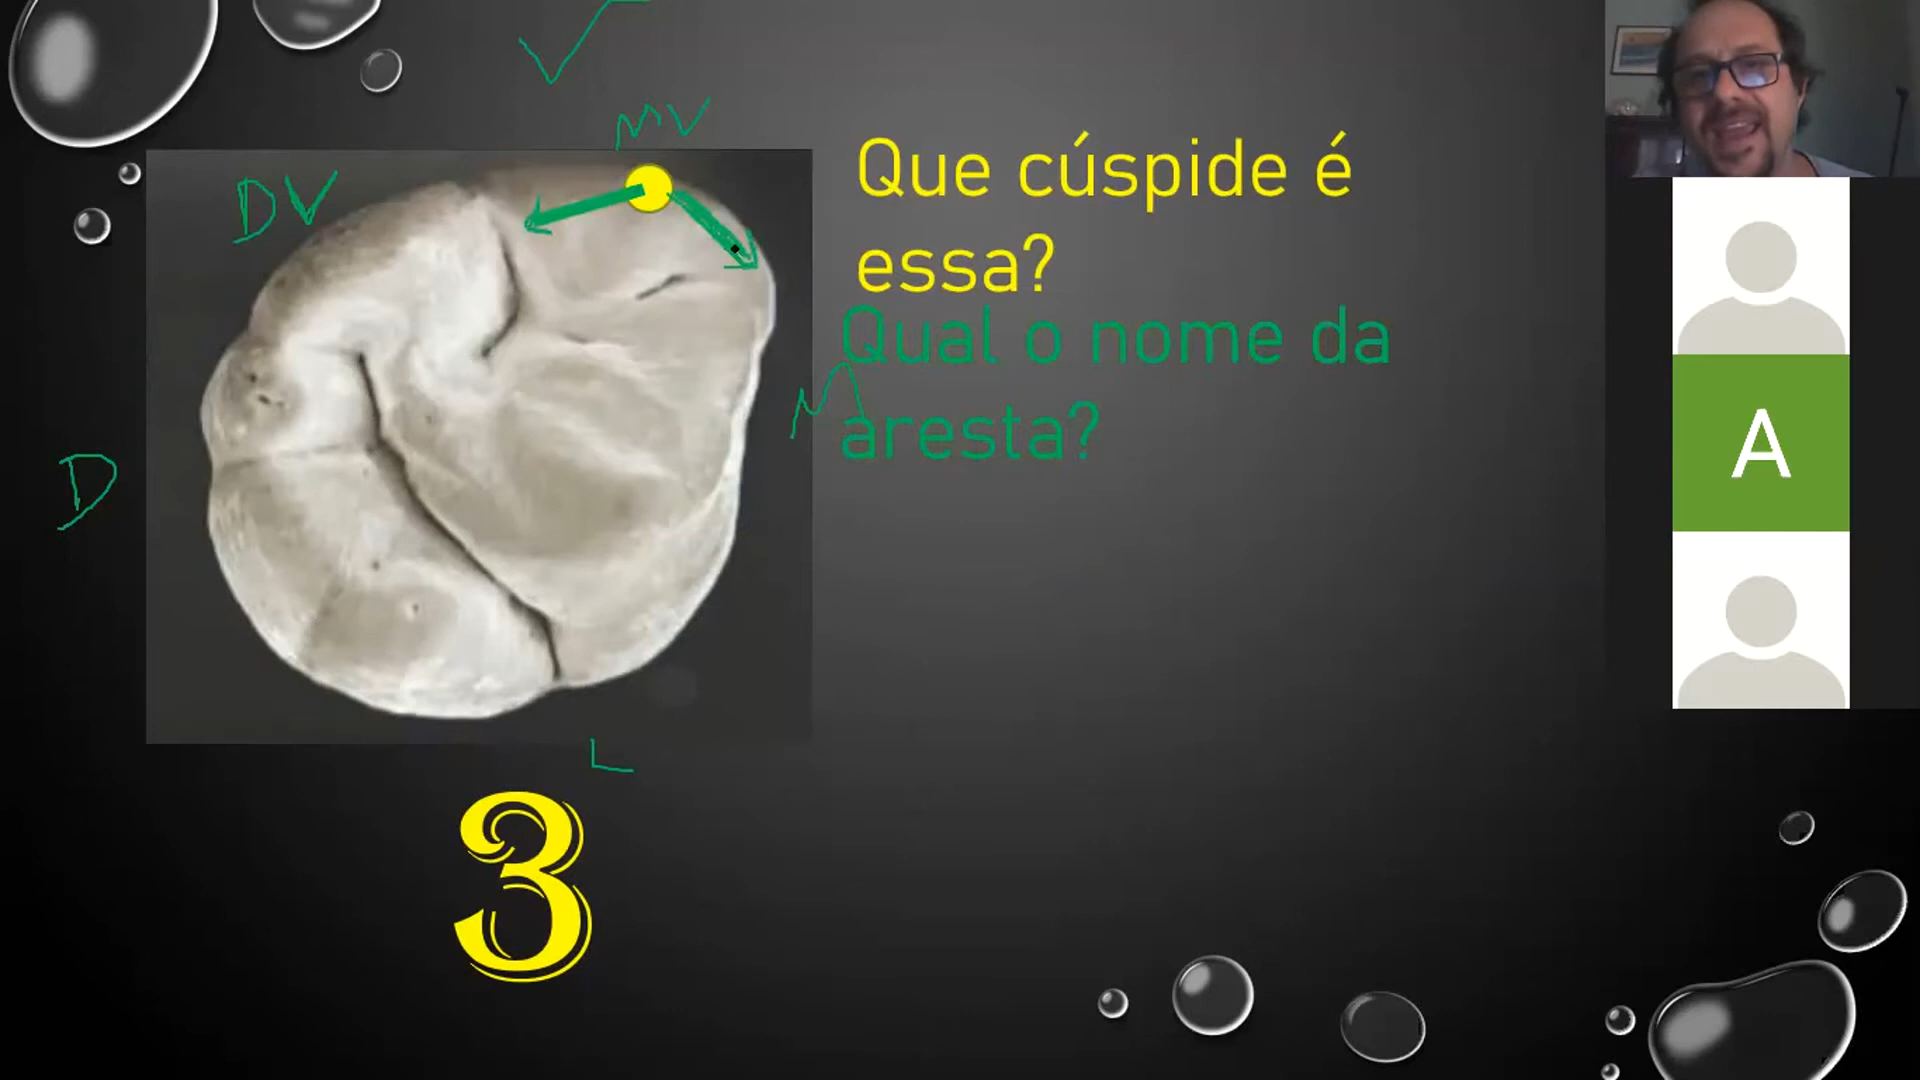 MV
DV
Que cúspide é
essa?
Qual o nome da
aresta?
M
D
A
L
3